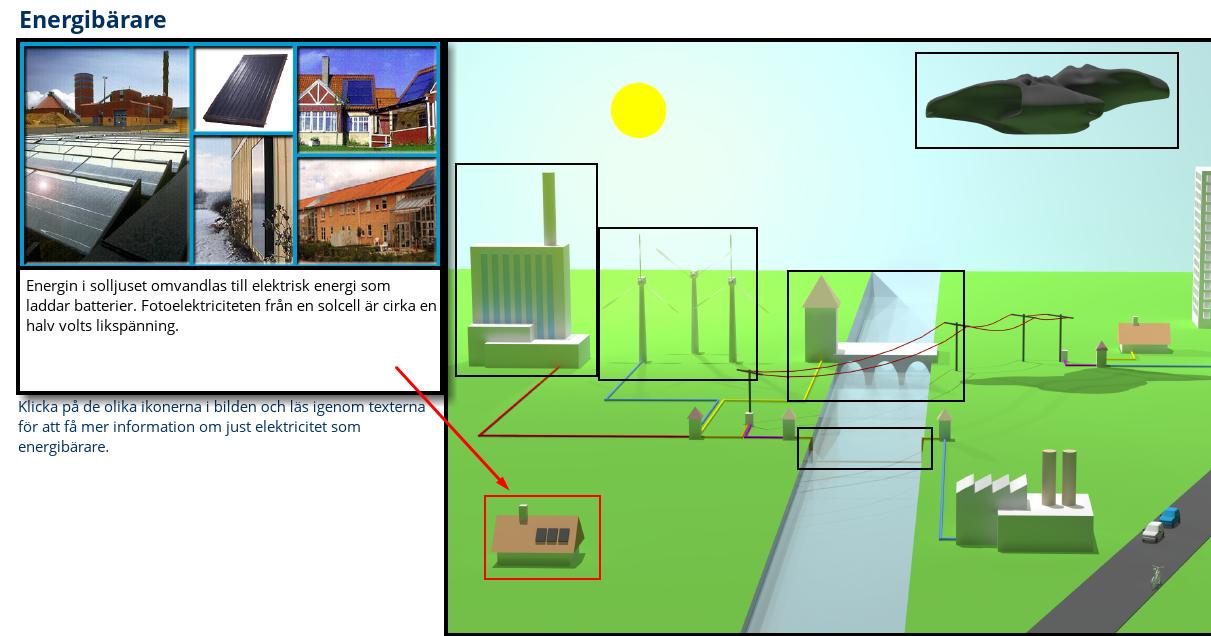 Energibärare
Energin i solljuset omvandlas till elektrisk energi som
laddar batterier. Fotoelektriciteten från en solcell är cirka en
halv volts likspänning.
Klicka på de olika ikonerna i bilden och läs igenom texterna
för att få mer information om just elektricitet som
energibärare.